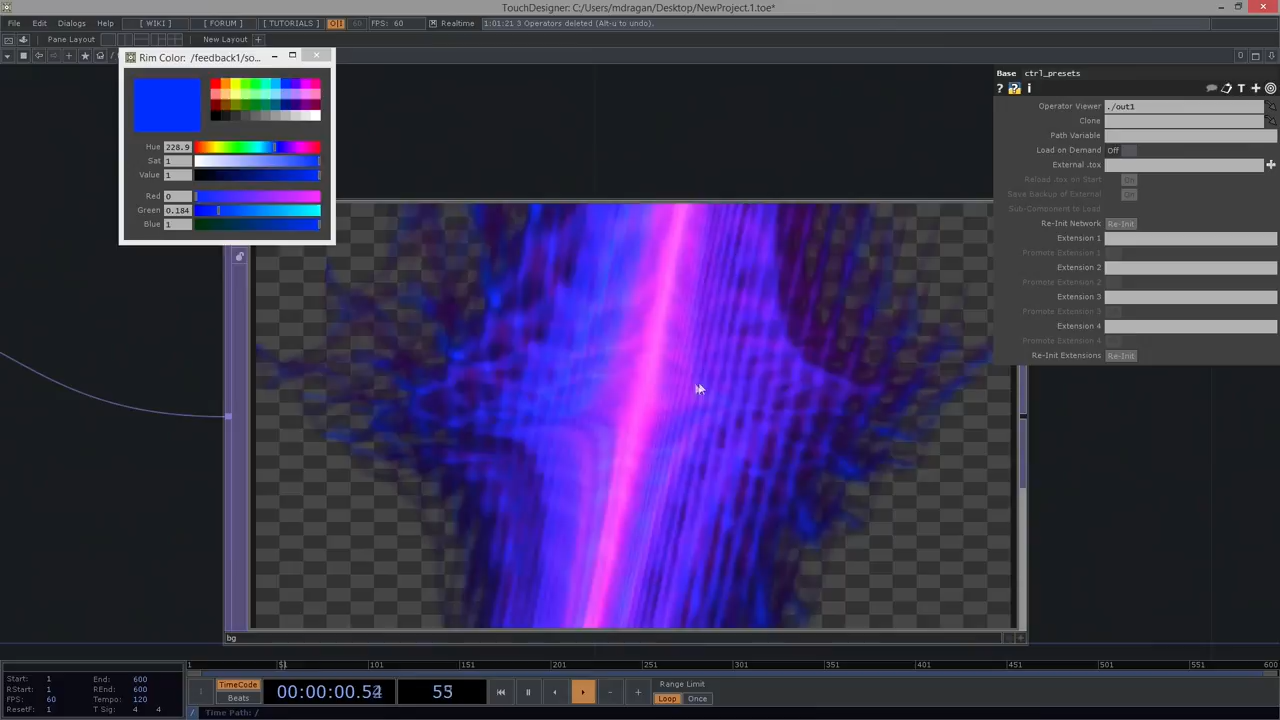 TouchDesigner: C:/Users/mdragan/Desktop/NewProject.1.toe*
File Edit Dialogs Help [ WIKI ] [ FORUM ] [ TUTORIALS ] O|I 60 FPS: 60 Realtime 1:01:21 3 Operators deleted (Alt-u to undo).
Pane Layout New Layout +
Rim Color: /feedback1/so...
Hue 228.9
Sat 1
Value 1
Red 0
Green 0.184
Blue 1
Base ctrl_presets
Operator Viewer ./out1
Clone
Path Variable
Load on Demand Off
External .tox
Reload .tox on Start On
Save Backup of External On
Sub-Component to Load
Re-Init Network Re-Init
Extension 1
Promote Extension 1
Extension 2
Promote Extension 2
Extension 3
Promote Extension 3
Extension 4
Promote Extension 4
Re-Init Extensions Re-Init
bg
1 51 101 151 201 251 301 351 401 451 501 551 600
Start: 1 End: 600
RStart: 1 REnd: 600
FPS: 60 Tempo: 120
ResetF: 1 T Sig: 4 4
TimeCode
Beats
00:00:00.54
55
Range Limit
Loop Once
/ Time Path: /